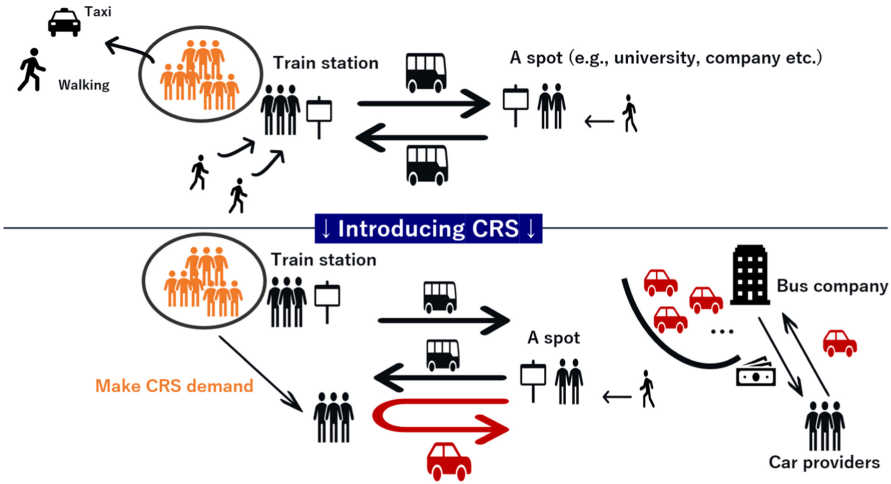 Taxi
Walking
Train station
A spot (e.g., university, company etc.)
↓ Introducing CRS ↓
Train station
Bus company
A spot
Make CRS demand
Car providers